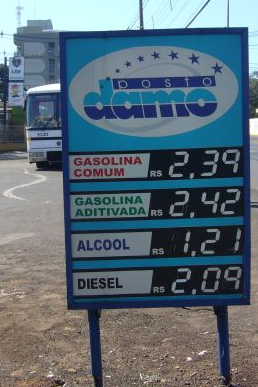 posto
damo
GASOLINA
COMUM R$ 2,39
GASOLINA
ADITIVADA R$ 2,42
ALCOOL R$ 1,21
DIESEL R$ 2,09